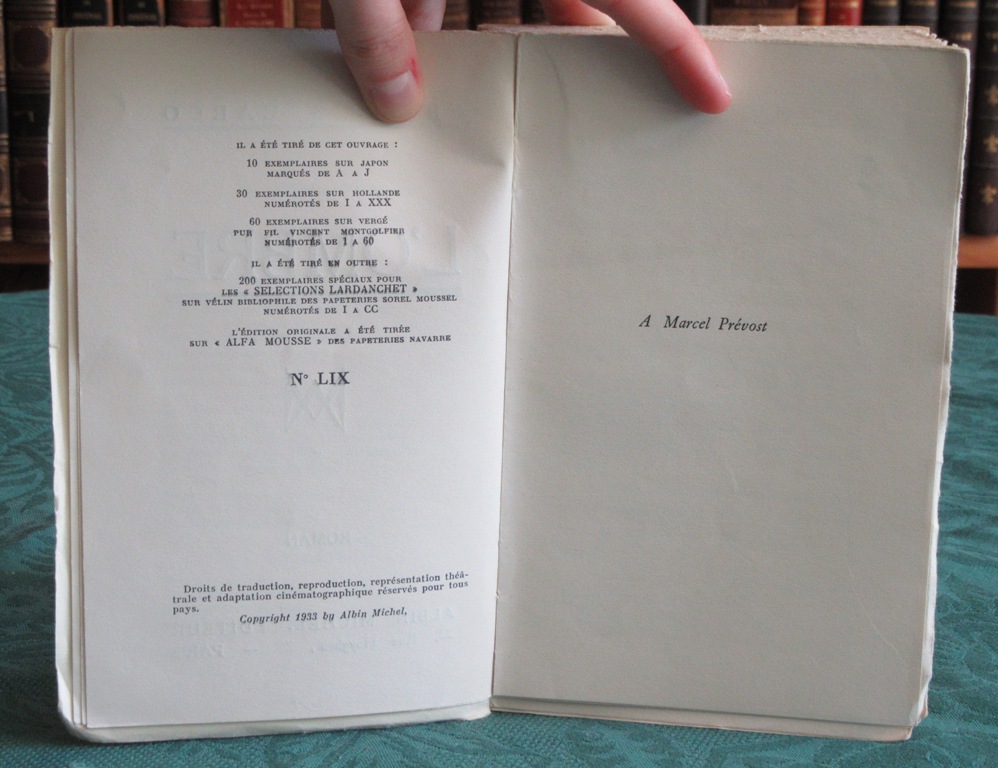 IL A ÉTÉ TIRÉ DE CET OUVRAGE :
10 EXEMPLAIRES SUR JAPON
MARQUÉS DE A A J
30 EXEMPLAIRES SUR HOLLANDE
NUMÉROTÉS DE I A XXX
60 EXEMPLAIRES SUR VERGÉ
PUR FIL VINCENT MONTGOLFIER
NUMÉROTÉS DE 1 A 60
IL A ÉTÉ TIRÉ EN OUTRE :
200 EXEMPLAIRES SPÉCIAUX POUR
LES « SELECTIONS LARDANCHET »
SUR VÉLIN BIBLIOPHILE DES PAPETERIES SOREL MOUSSEL
NUMÉROTÉS DE I A CC
L'ÉDITION ORIGINALE A ÉTÉ TIRÉE
SUR « ALFA MOUSSE » DES PAPETERIES NAVARRE
N° LIX
Droits de traduction, reproduction, représentation théâ-
trale et adaptation cinématographique réservés pour tous
pays.
Copyright 1933 by Albin Michel.
A Marcel Prévost